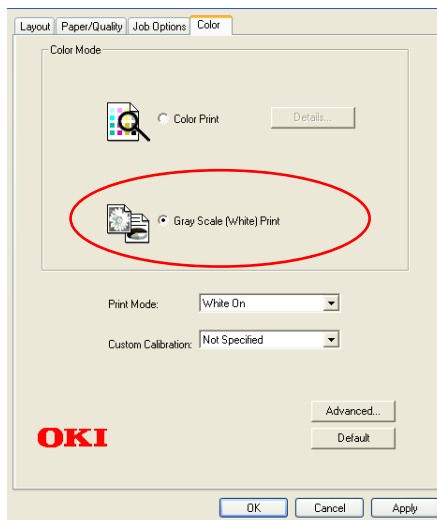 Layout Paper/Quality Job Options Color
Color Mode
Color Print Details...
Gray Scale (White) Print
Print Mode: White On
Custom Calibration: Not Specified
Advanced...
OKI Default
OK Cancel Apply